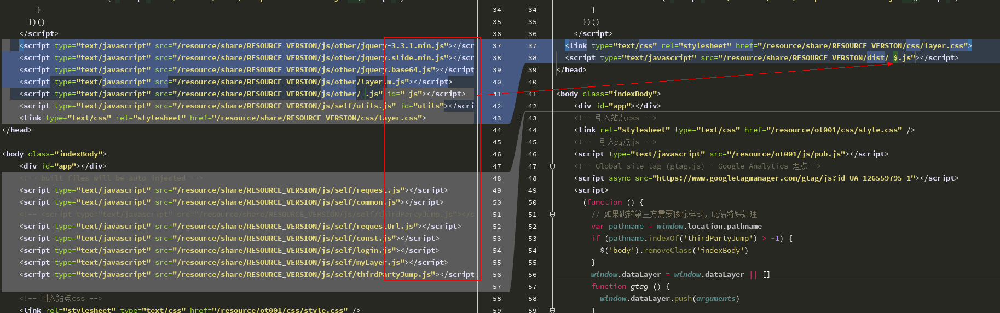 }
})()
</script>
<script type="text/javascript" src="/resource/share/RESOURCE_VERSION/js/other/jquery-3.3.1.min.js"></scr
<script type="text/javascript" src="/resource/share/RESOURCE_VERSION/js/other/jquery.slide.min.js"></scr
<script type="text/javascript" src="/resource/share/RESOURCE_VERSION/js/other/jquery.base64.js"></script
<script type="text/javascript" src="/resource/share/RESOURCE_VERSION/js/other/layer.m.js"></script>
<script type="text/javascript" src="/resource/share/RESOURCE_VERSION/js/other/_.js" id="_js"></script>
<script type="text/javascript" src="/resource/share/RESOURCE_VERSION/js/self/utils.js" id="utils"></scri
<link type="text/css" rel="stylesheet" href="/resource/share/RESOURCE_VERSION/css/layer.css">
</head>
<body class="indexBody">
<div id="app"></div>
<!-- built files will be auto injected -->
<script type="text/javascript" src="/resource/share/RESOURCE_VERSION/js/self/request.js"></script>
<script type="text/javascript" src="/resource/share/RESOURCE_VERSION/js/self/common.js"></script>
<!-- <script type="text/javascript" src="/resource/share/RESOURCE_VERSION/js/self/thirdPartyJump.js"></s
<script type="text/javascript" src="/resource/share/RESOURCE_VERSION/js/self/requestUrl.js"></script>
<script type="text/javascript" src="/resource/share/RESOURCE_VERSION/js/self/const.js"></script>
<script type="text/javascript" src="/resource/share/RESOURCE_VERSION/js/self/login.js"></script>
<script type="text/javascript" src="/resource/share/RESOURCE_VERSION/js/self/myLayer.js"></script>
<script type="text/javascript" src="/resource/share/RESOURCE_VERSION/js/self/thirdPartyJump.js"></script
<!-- 引入站点css -->
<link rel="stylesheet" type="text/css" href="/resource/ot001/css/style.css" />
34 34
35 35
36 36
37 37
38 38
39 39
40 40
41 41
42 42
43 43
44 44
45 45
46 46
47 47
48 48
49 49
50 50
51 51
52 52
53 53
54 54
55 55
56 56
57 57
58 58
59 59
}
})()
</script>
<link type="text/css" rel="stylesheet" href="/resource/share/RESOURCE_VERSION/css/layer.css">
<script type="text/javascript" src="/resource/share/RESOURCE_VERSION/dist/_$.js"></script>
</head>
<body class="indexBody">
<div id="app"></div>
<!-- 引入站点css -->
<link rel="stylesheet" type="text/css" href="/resource/ot001/css/style.css" />
<!--  引入站点js -->
<script type="text/javascript" src="/resource/ot001/js/pub.js"></script>
<!-- Global site tag (gtag.js) - Google Analytics 埋点-->
<script async src="https://www.googletagmanager.com/gtag/js?id=UA-126559795-1"></script>
<script>
(function () {
// 如果跳转第三方需要移除样式，此站特殊处理
var pathname = window.location.pathname
if (pathname.indexOf('thirdPartyJump') > -1) {
$('body').removeClass('indexBody')
}
window.dataLayer = window.dataLayer || []
function gtag () {
window.dataLayer.push(arguments)
}